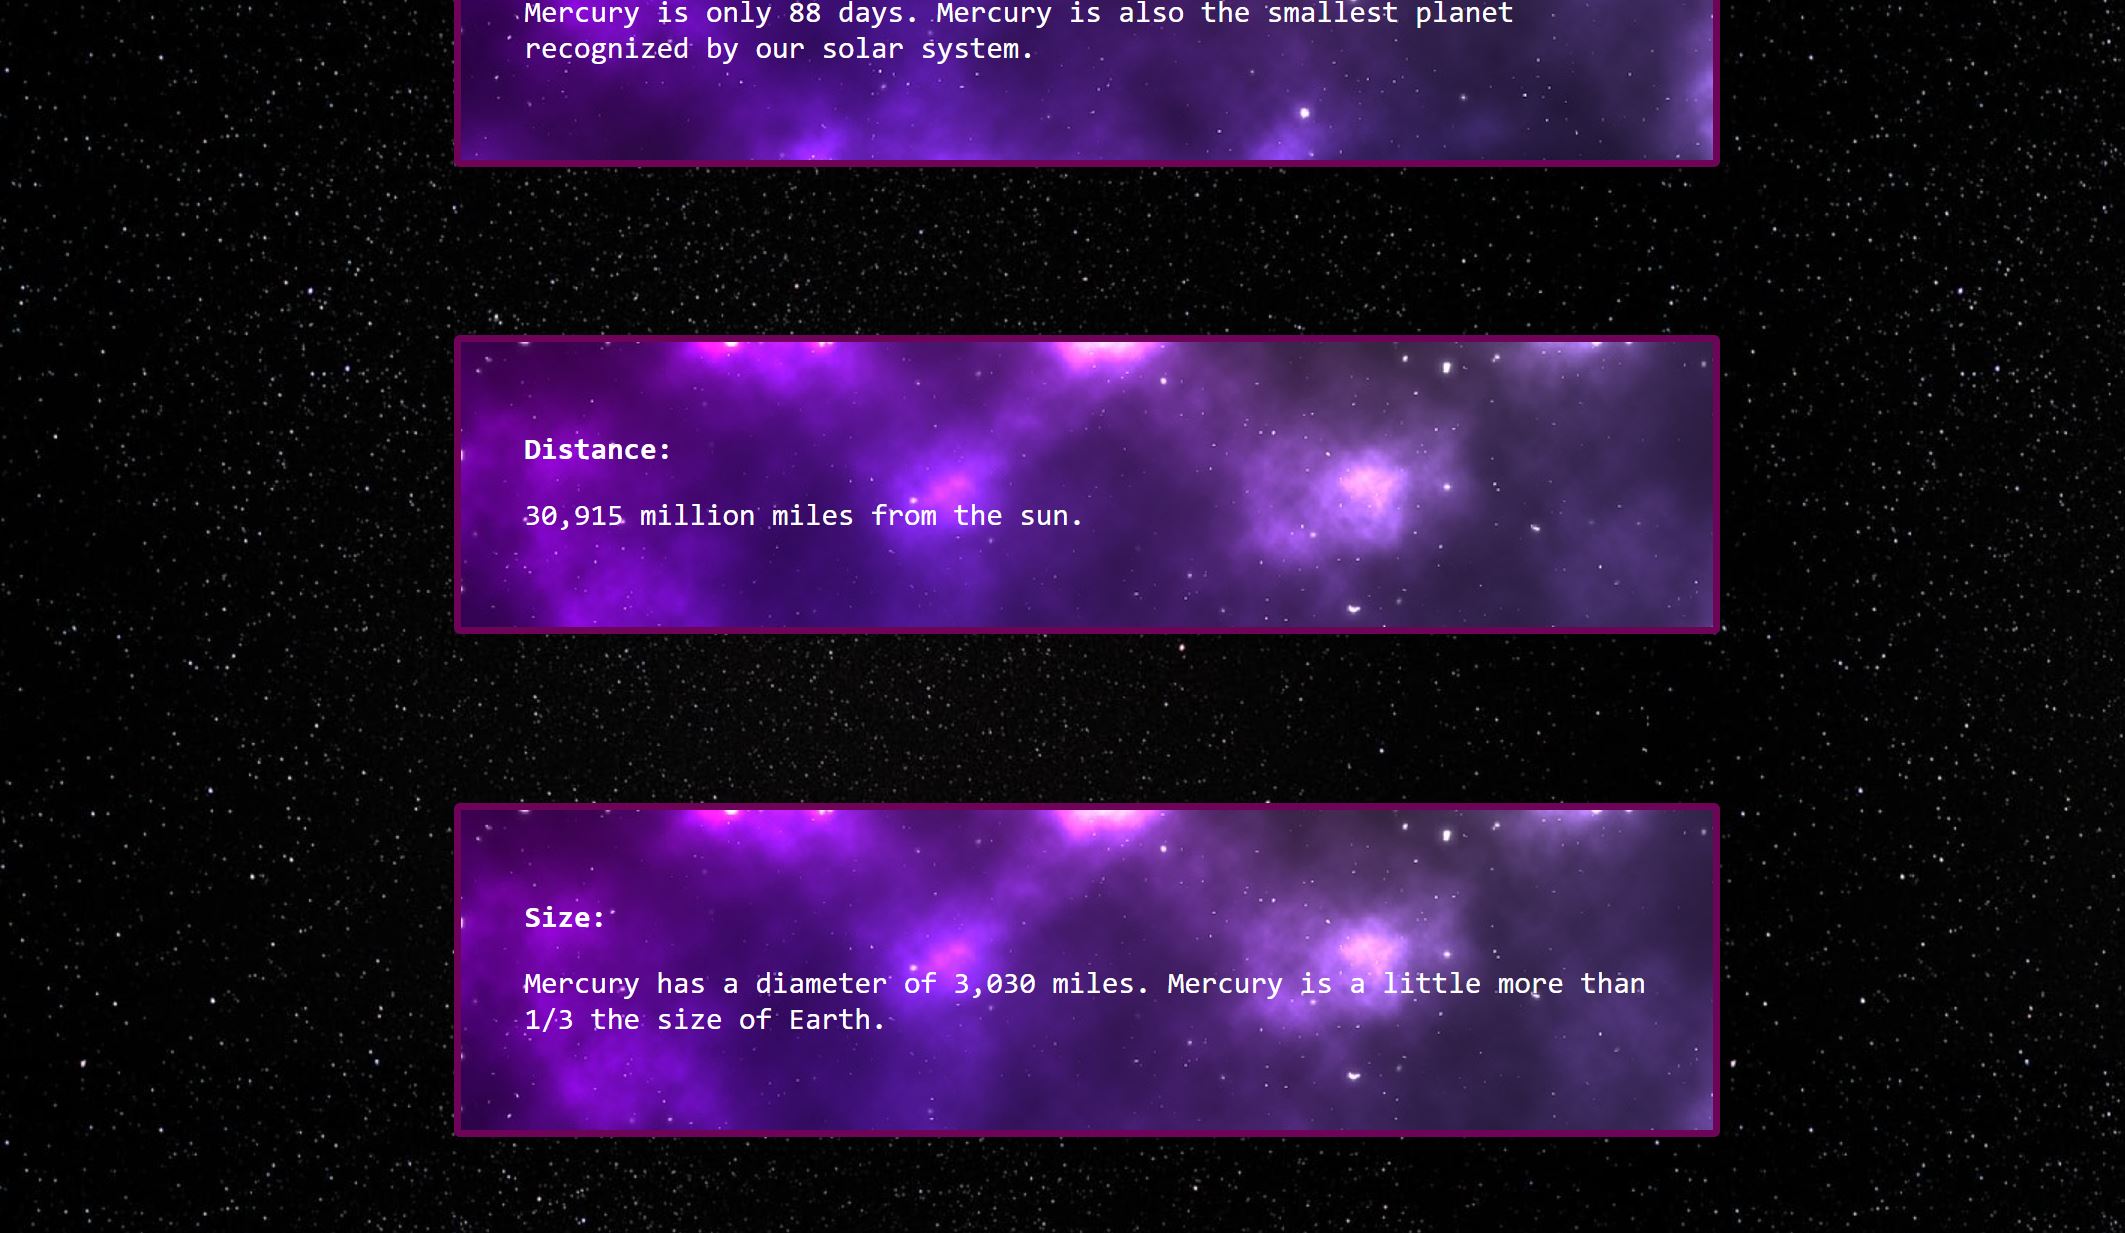 Mercury is only 88 days. Mercury is also the smallest planet
recognized by our solar system.
Distance:
30,915 million miles from the sun.
Size:
Mercury has a diameter of 3,030 miles. Mercury is a little more than
1/3 the size of Earth.